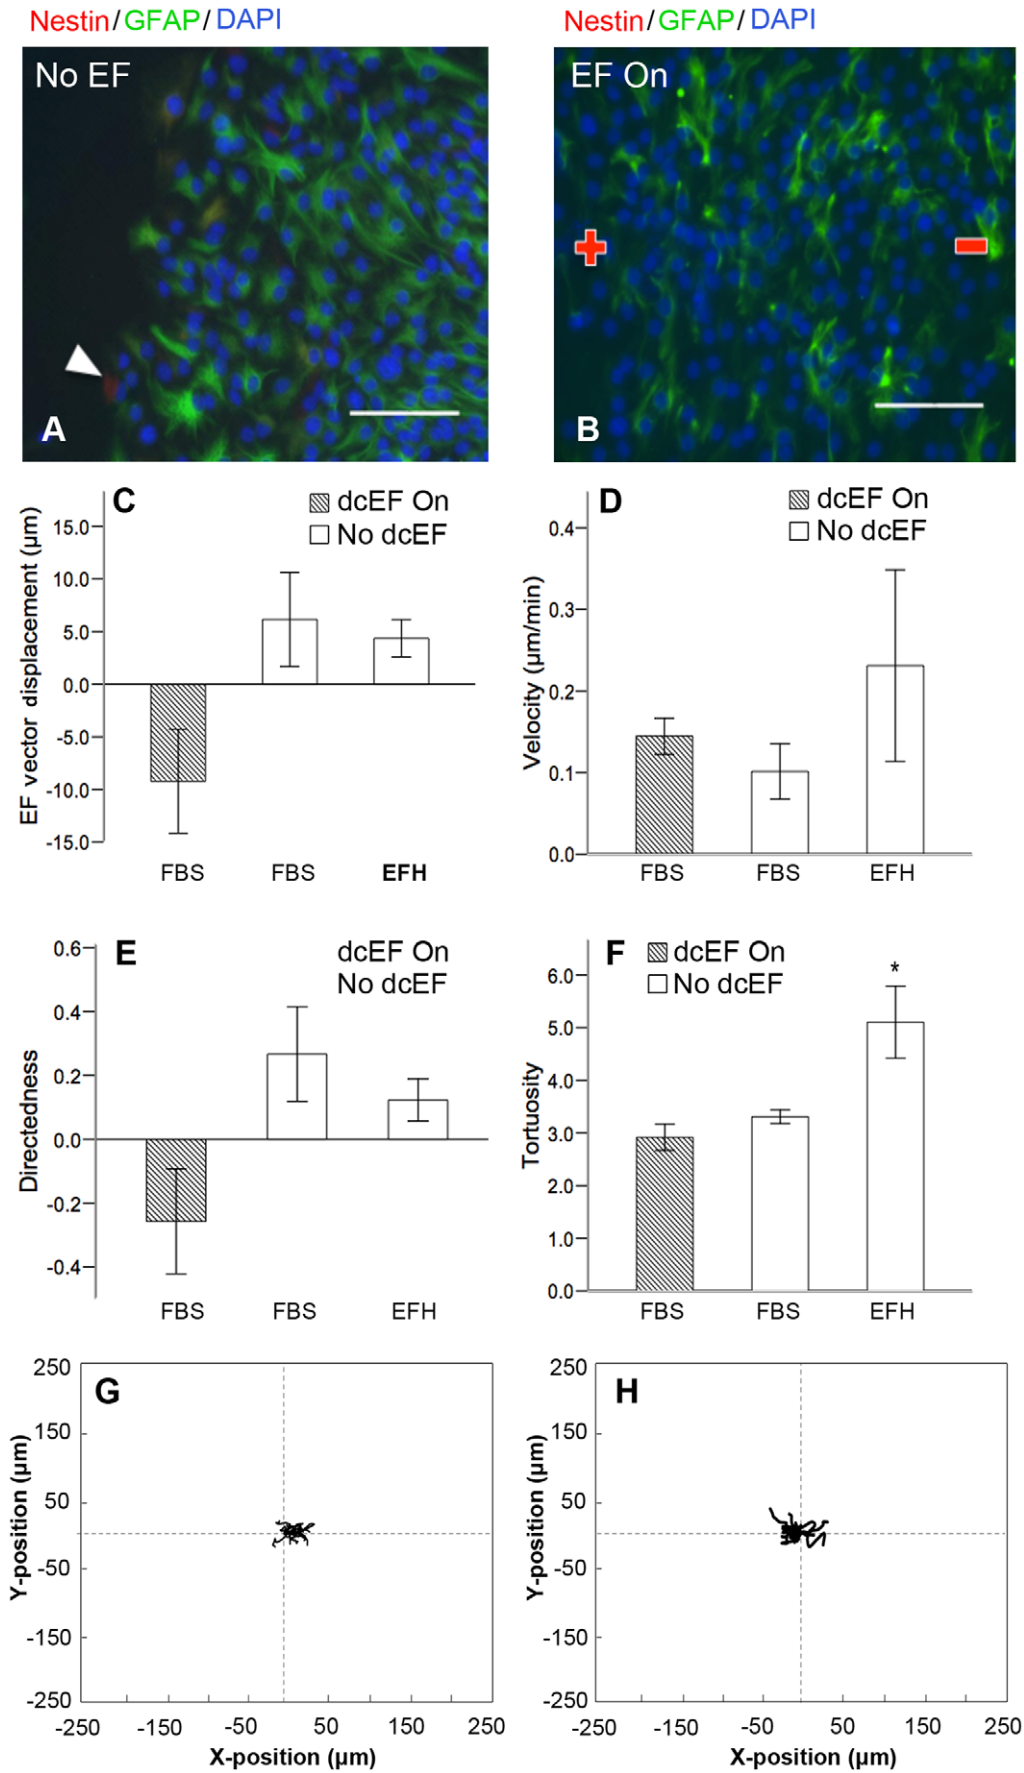 Nestin/GFAP/DAPI
No EF
A
Nestin/GFAP/DAPI
EF On
+
−
B
C
dcEF On
No dcEF
EF vector displacement (µm)
15.0
10.0
5.0
0.0
-5.0
-10.0
-15.0
FBS FBS EFH
D
dcEF On
No dcEF
Velocity (µm/min)
0.4
0.3
0.2
0.1
0.0
FBS FBS EFH
E
dcEF On
No dcEF
Directedness
0.6
0.4
0.2
0.0
-0.2
-0.4
FBS FBS EFH
F
dcEF On
No dcEF
*
Tortuosity
6.0
5.0
4.0
3.0
2.0
1.0
0.0
FBS FBS EFH
G
Y-position (µm)
250
150
50
-50
-150
-250
-250 -150 -50 50 150 250
X-position (µm)
H
Y-position (µm)
250
150
50
-50
-150
-250
-250 -150 -50 50 150 250
X-position (µm)